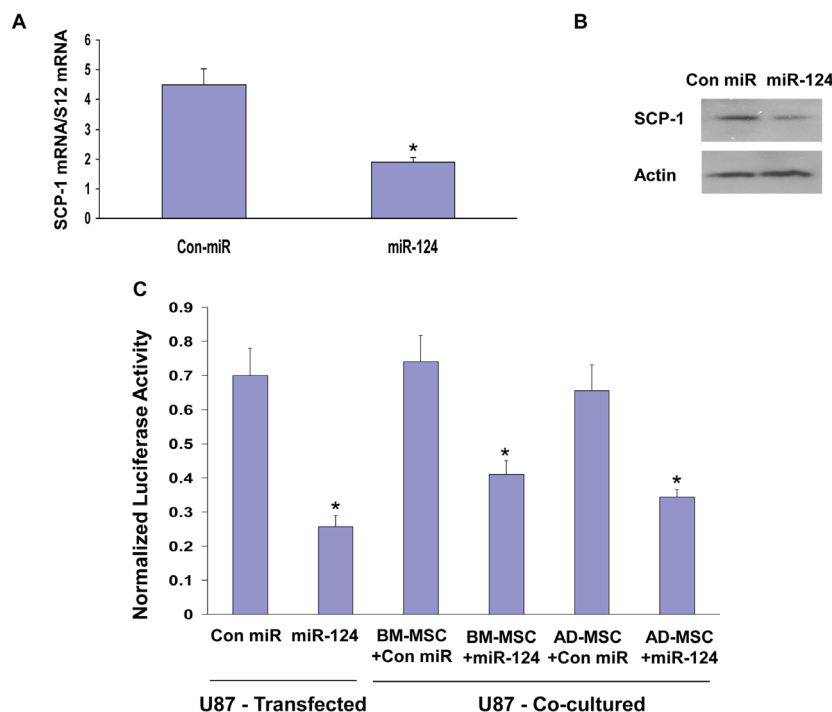 A
SCP-1 mRNA/S12 mRNA
6
5
4
3
2
1
0
*
Con-miR
miR-124
B
Con miR miR-124
SCP-1
Actin
C
Normalized Luciferase Activity
0.9
0.8
0.7
0.6
0.5
0.4
0.3
0.2
0.1
0
*
*
*
Con miR
miR-124
BM-MSC
+Con miR
BM-MSC
+miR-124
AD-MSC
+Con miR
AD-MSC
+miR-124
U87 - Transfected
U87 - Co-cultured